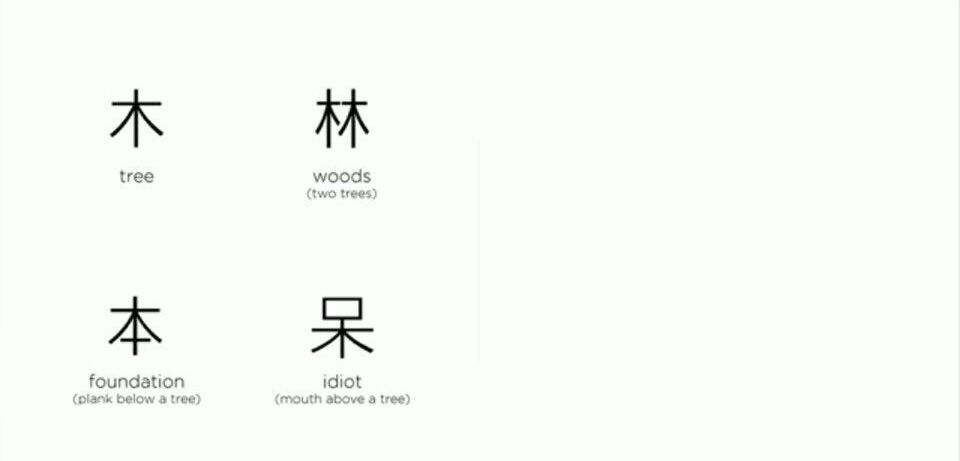 木 林
tree woods
(two trees)
本 呆
foundation idiot
(plank below a tree) (mouth above a tree)